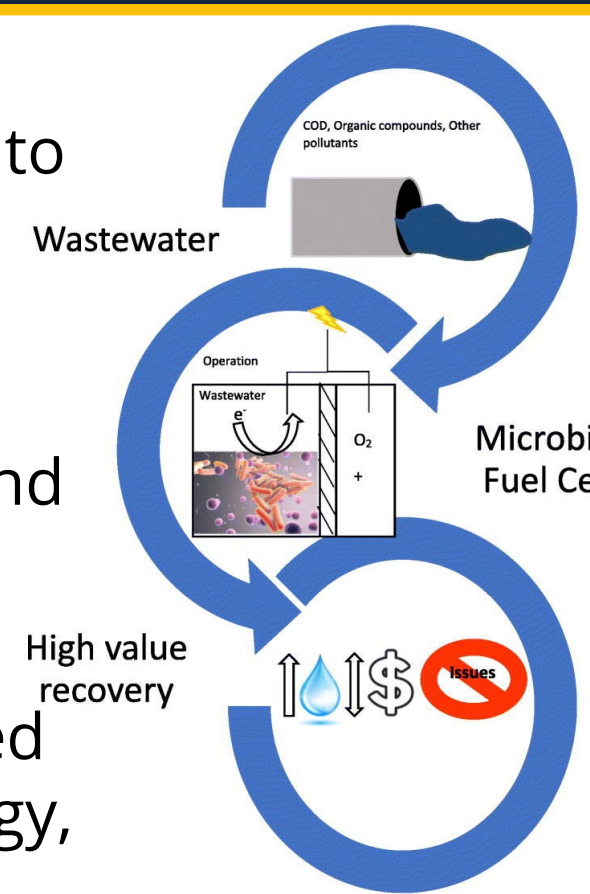 to
COD, Organic compounds, Other
pollutants
Wastewater
Operation
Wastewater
e-
O₂
+
nd
Microbi
Fuel Ce
High value
recovery
$
Issues
ed
gy,